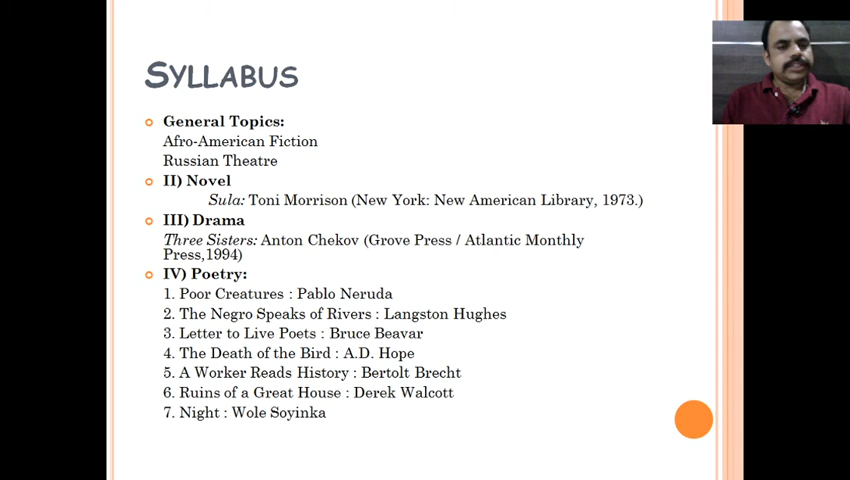 SYLLABUS
General Topics:
Afro-American Fiction
Russian Theatre
II) Novel
Sula: Toni Morrison (New York: New American Library, 1973.)
III) Drama
Three Sisters: Anton Chekov (Grove Press / Atlantic Monthly
Press,1994)
IV) Poetry:
1. Poor Creatures : Pablo Neruda
2. The Negro Speaks of Rivers : Langston Hughes
3. Letter to Live Poets : Bruce Beavar
4. The Death of the Bird : A.D. Hope
5. A Worker Reads History : Bertolt Brecht
6. Ruins of a Great House : Derek Walcott
7. Night : Wole Soyinka